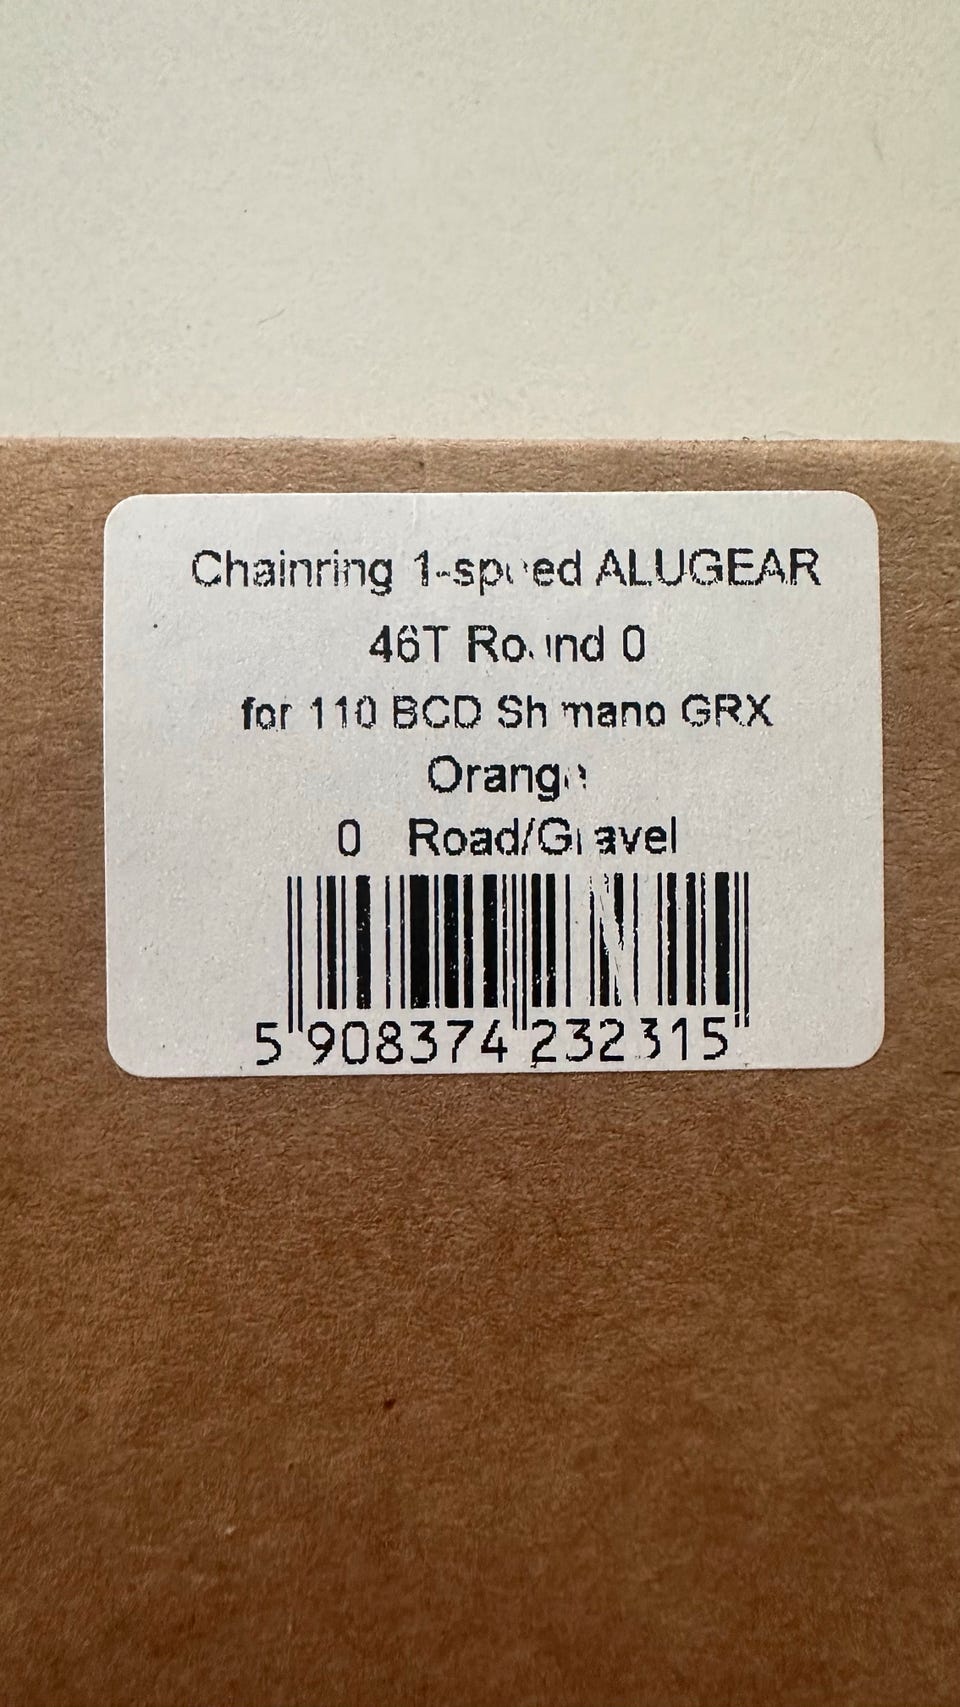 Chainring 1-speed ALUGEAR
46T Round 0
for 110 BCD Shimano GRX
Orange
0 Road/Gravel
5 908374 232315